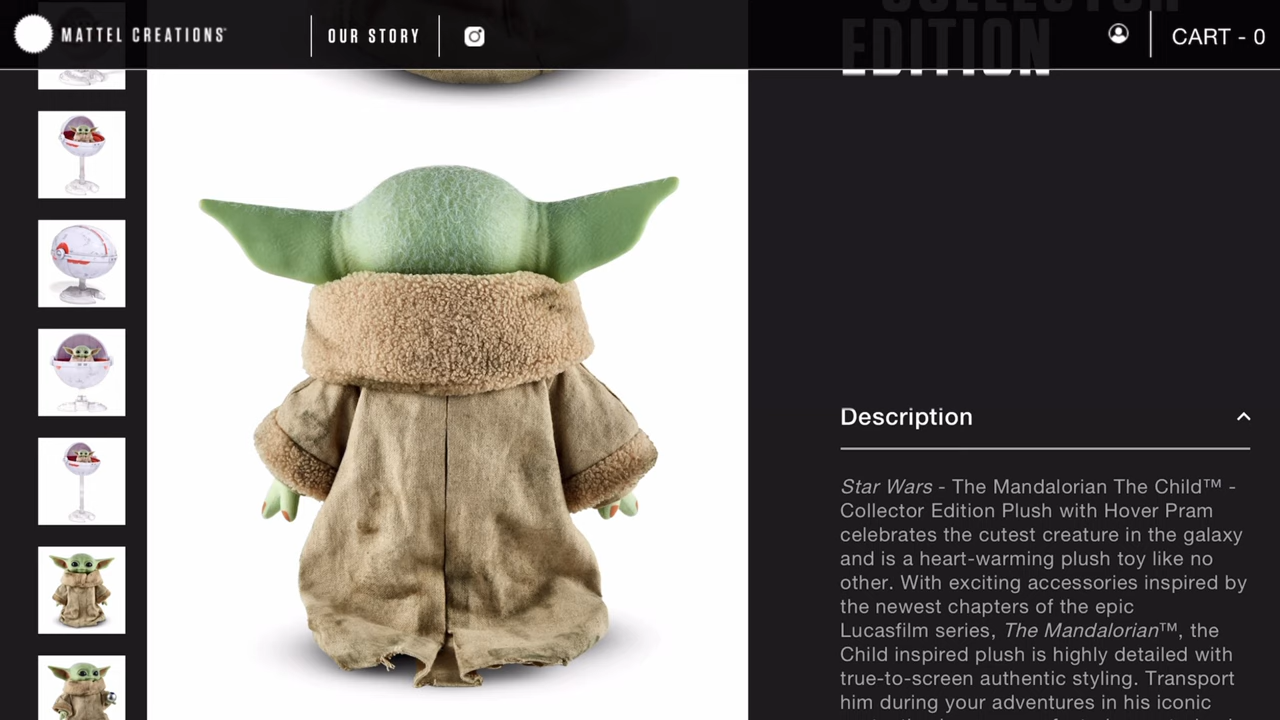 MATTEL CREATIONS
OUR STORY
CART - 0
EDITION
Description
Star Wars - The Mandalorian The Child™ -
Collector Edition Plush with Hover Pram
celebrates the cutest creature in the galaxy
and is a heart-warming plush toy like no
other. With exciting accessories inspired by
the newest chapters of the epic
Lucasfilm series, The Mandalorian™, the
Child inspired plush is highly detailed with
true-to-screen authentic styling. Transport
him during your adventures in his iconic